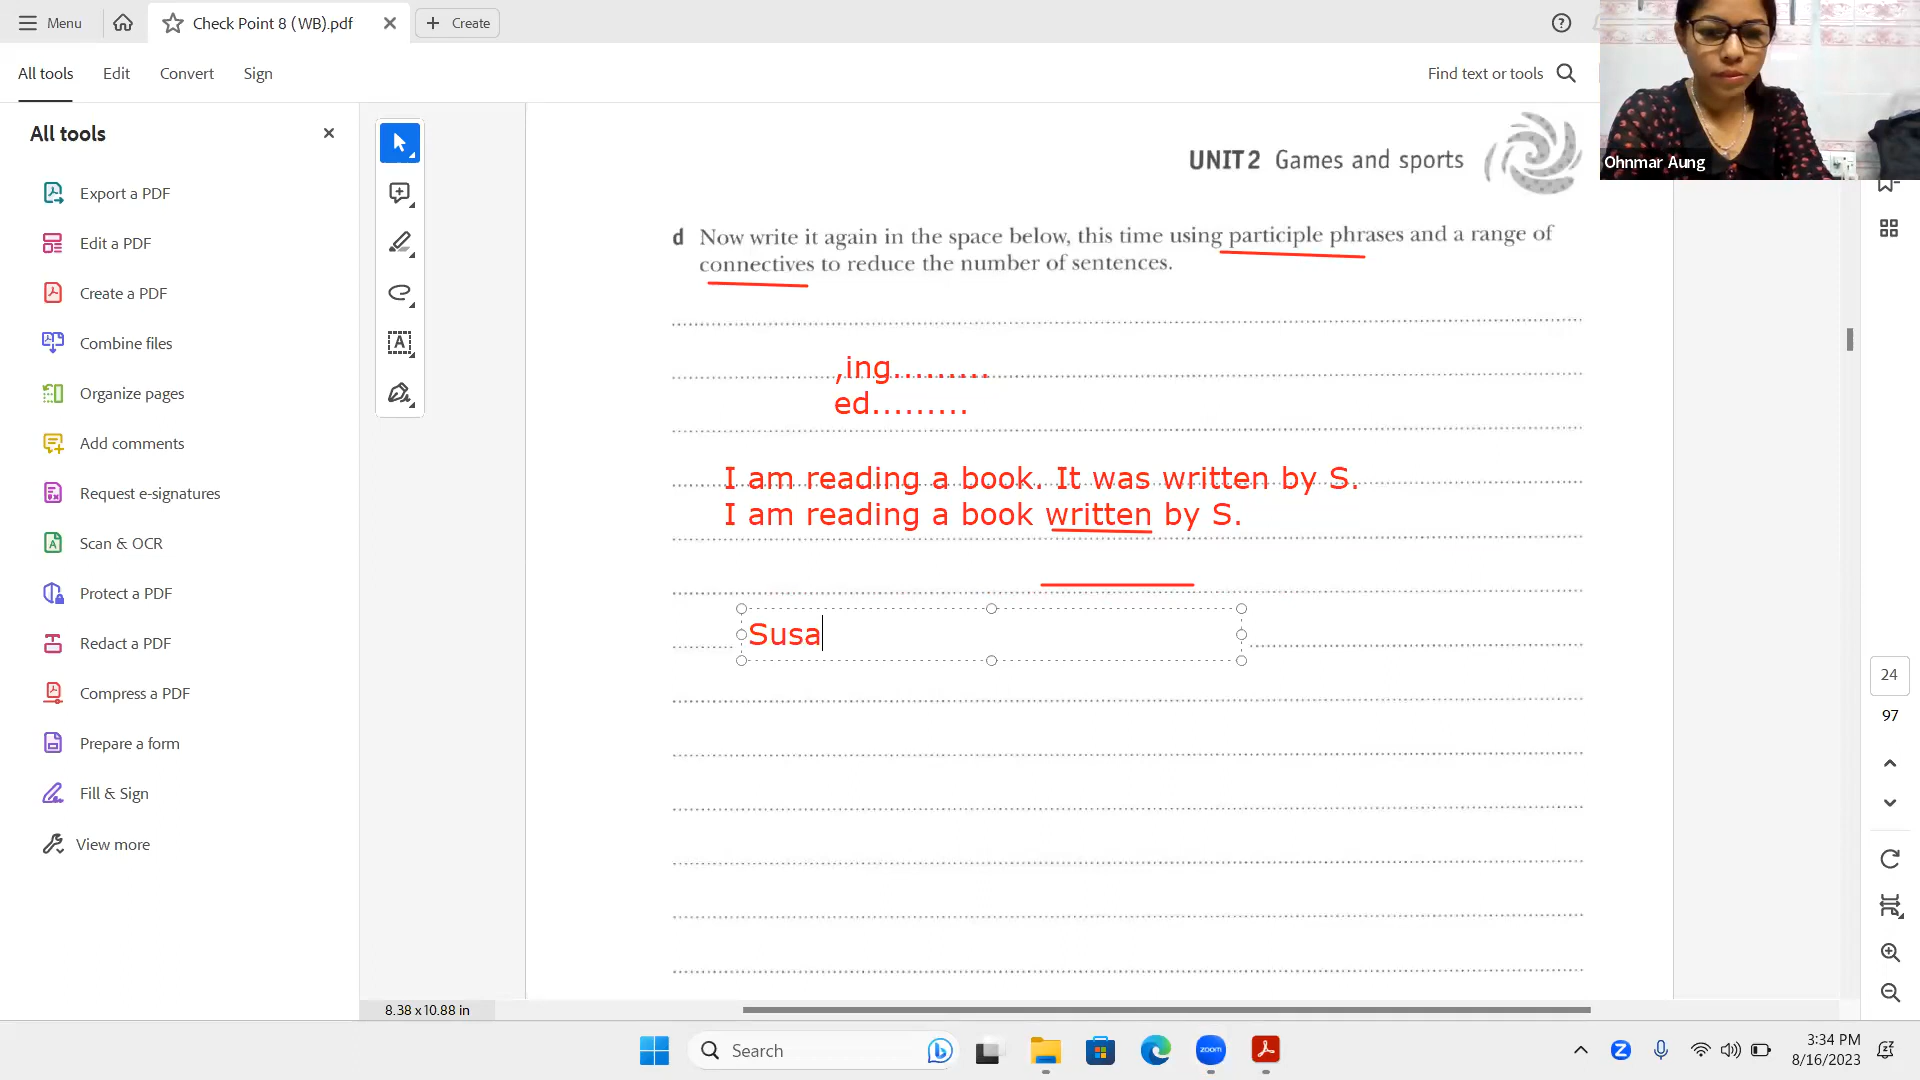 Menu
Check Point 8 (WB).pdf
Create
All tools
Edit
Convert
Sign
Find text or tools
All tools
Export a PDF
Edit a PDF
Create a PDF
Combine files
Organize pages
Add comments
Request e-signatures
Scan & OCR
Protect a PDF
Redact a PDF
Compress a PDF
Prepare a form
Fill & Sign
View more
Ohnmar Aung
UNIT 2 Games and sports
d Now write it again in the space below, this time using participle phrases and a range of
connectives to reduce the number of sentences.
,ing.........
ed.........
I am reading a book. It was written by S.
I am reading a book written by S.
Susa
24
97
8.38 x 10.88 in
Search
zoom
3:34 PM
8/16/2023